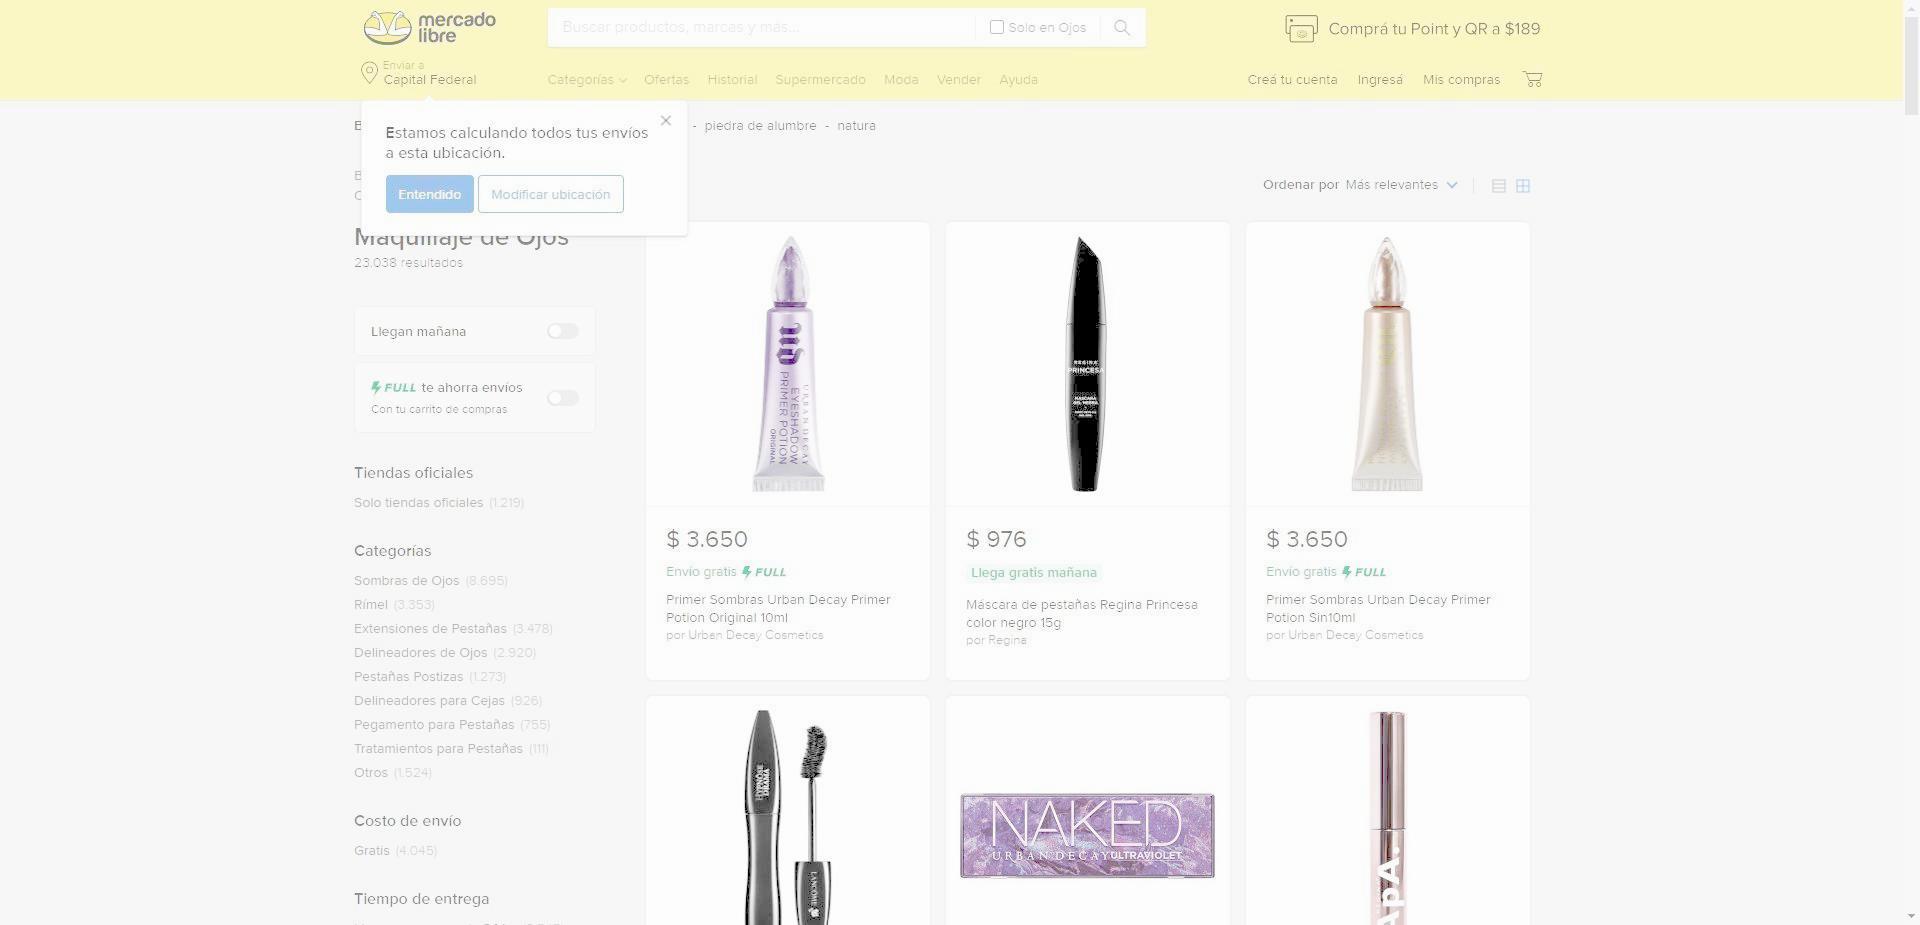 mercado
libre
Buscar productos, marcas y más...
Solo en Ojos
Comprá tu Point y QR a $189
Enviar a
Capital Federal
Categorías
Ofertas
Historial
Supermercado
Moda
Vender
Ayuda
Creá tu cuenta
Ingresá
Mis compras
Estamos calculando todos tus envíos
a esta ubicación.
Entendido
Modificar ubicación
- piedra de alumbre - natura
Ordenar por Más relevantes
Maquillaje de Ojos
23.038 resultados
Llegan mañana
FULL te ahorra envíos
Con tu carrito de compras
Tiendas oficiales
Solo tiendas oficiales (1.219)
Categorías
Sombras de Ojos (8.695)
Rímel (3.353)
Extensiones de Pestañas (3.478)
Delineadores de Ojos (2.920)
Pestañas Postizas (1.273)
Delineadores para Cejas (926)
Pegamento para Pestañas (755)
Tratamientos para Pestañas (111)
Otros (1.524)
Costo de envío
Gratis (4.045)
Tiempo de entrega
URBAN DECAY
EYESHADOW
PRIMER POTION
ORIGINAL
$ 3.650
Envío gratis FULL
Primer Sombras Urban Decay Primer
Potion Original 10ml
por Urban Decay Cosmetics
REGINA
PRINCESA
$ 976
Llega gratis mañana
Máscara de pestañas Regina Princesa
color negro 15g
por Regina
$ 3.650
Envío gratis FULL
Primer Sombras Urban Decay Primer
Potion Sin10ml
por Urban Decay Cosmetics
LANCOME
NAKED
URBAN DECAY ULTRAVIOLET